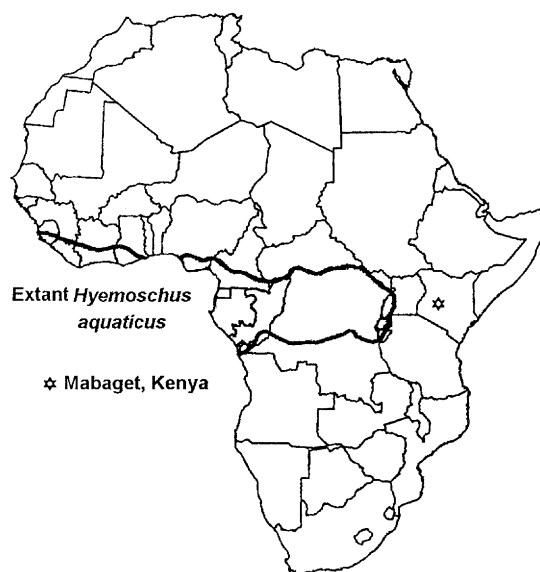 Extant Hyemoschus
aquaticus
✡ Mabaget, Kenya